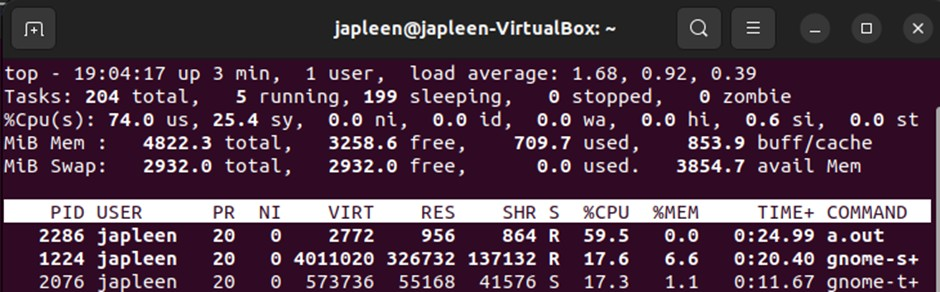 japleen@japleen-VirtualBox: ~
top - 19:04:17 up 3 min,  1 user,  load average: 1.68, 0.92, 0.39
Tasks: 204 total,   5 running, 199 sleeping,   0 stopped,   0 zombie
%Cpu(s): 74.0 us, 25.4 sy,  0.0 ni,  0.0 id,  0.0 wa,  0.0 hi,  0.6 si,  0.0 st
MiB Mem :   4822.3 total,   3258.6 free,    709.7 used,    853.9 buff/cache
MiB Swap:   2932.0 total,   2932.0 free,      0.0 used.   3854.7 avail Mem
PID USER      PR  NI    VIRT    RES    SHR S  %CPU  %MEM     TIME+ COMMAND
2286 japleen   20   0    2772    956    864 R  59.5   0.0   0:24.99 a.out
1224 japleen   20   0 4011020 326732 137132 R  17.6   6.6   0:20.40 gnome-s+
2076 japleen   20   0  573736  55168  41576 S  17.3   1.1   0:11.67 gnome-t+